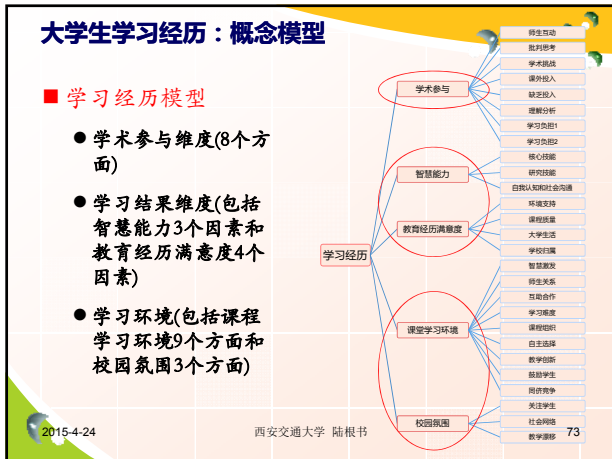 大学生学习经历：概念模型
学习经历模型
学术参与维度(8个方
面)
学习结果维度(包括
智慧能力3个因素和
教育经历满意度4个
因素)
学习环境(包括课程
学习环境9个方面和
校园氛围3个方面)
学习经历
学术参与
智慧能力
教育经历满意度
课堂学习环境
校园氛围
师生互动
批判思考
学术挑战
课外投入
缺乏投入
理解分析
学习负担1
学习负担2
核心技能
研究技能
自我认知和社会沟通
环境支持
课程质量
大学生活
学校归属
智慧激发
师生关系
互助合作
学习难度
课程组织
自主选择
教学创新
鼓励学生
同侪竞争
关注学生
社会网络
教学漂移
2015-4-24
西安交通大学 陆根书
73